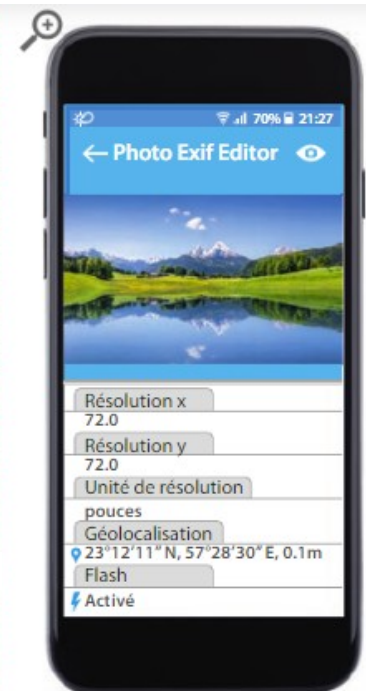 70% 21:27
← Photo Exif Editor
Résolution x
72.0
Résolution y
72.0
Unité de résolution
pouces
Géolocalisation
23°12'11" N, 57°28'30" E, 0.1m
Flash
Activé